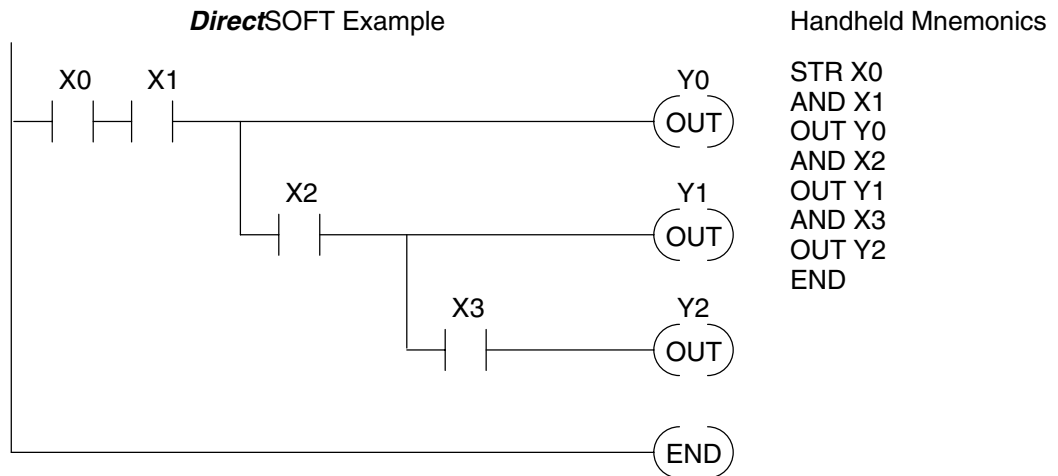 DirectSOFT Example
Handheld Mnemonics
X0 X1 Y0
OUT
X2 Y1
OUT
X3 Y2
OUT
END
STR X0
AND X1
OUT Y0
AND X2
OUT Y1
AND X3
OUT Y2
END